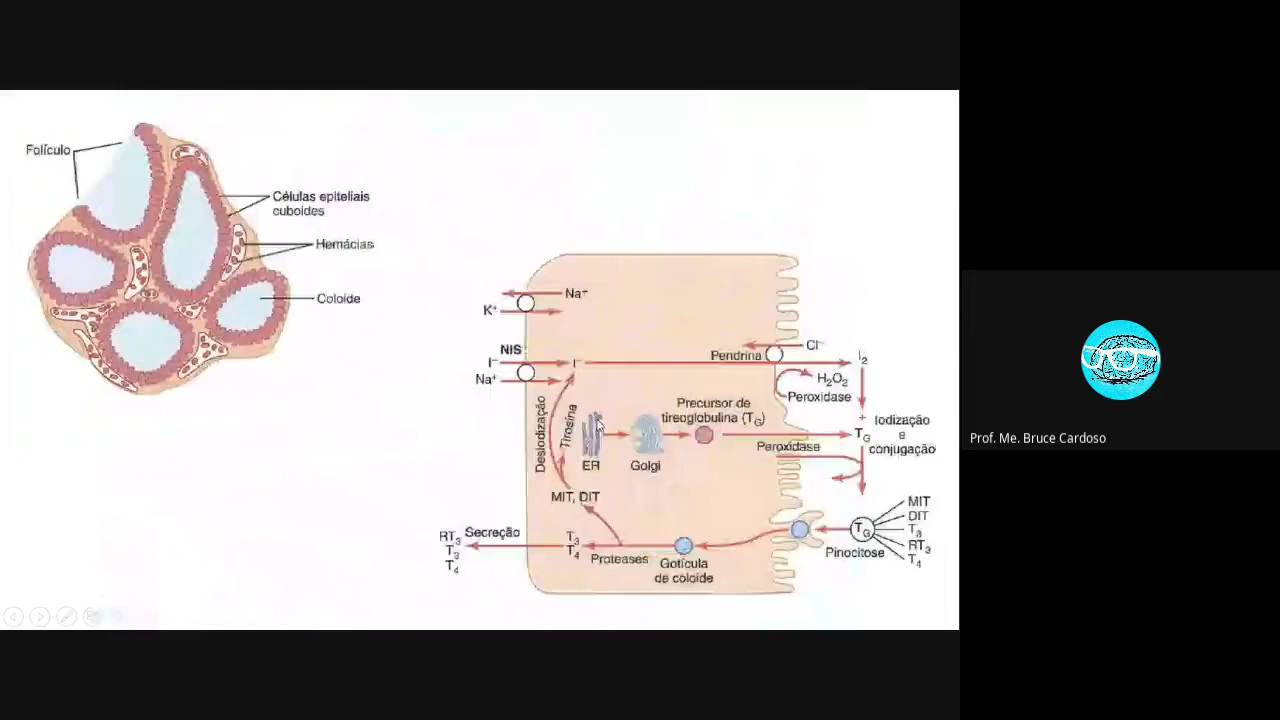 Folículo
Células epiteliais
cuboides
Hemácias
Coloide
Na⁺
K⁺
NIS
I⁻
I⁻
Na⁺
Pendrina
Cl⁻
I₂
H₂O₂
Peroxidase
Desiodização
Tirosina
Precursor de
tireoglobulina (T_G)
+
T_G
Iodização
e
conjugação
Peroxidase
ER
Golgi
MIT, DIT
RT₃
T₃
T₄
Secreção
T₃
T₄
Proteases
Gotícula
de coloide
Pinocitose
T_G
MIT
DIT
T₃
RT₃
T₄
Prof. Me. Bruce Cardoso